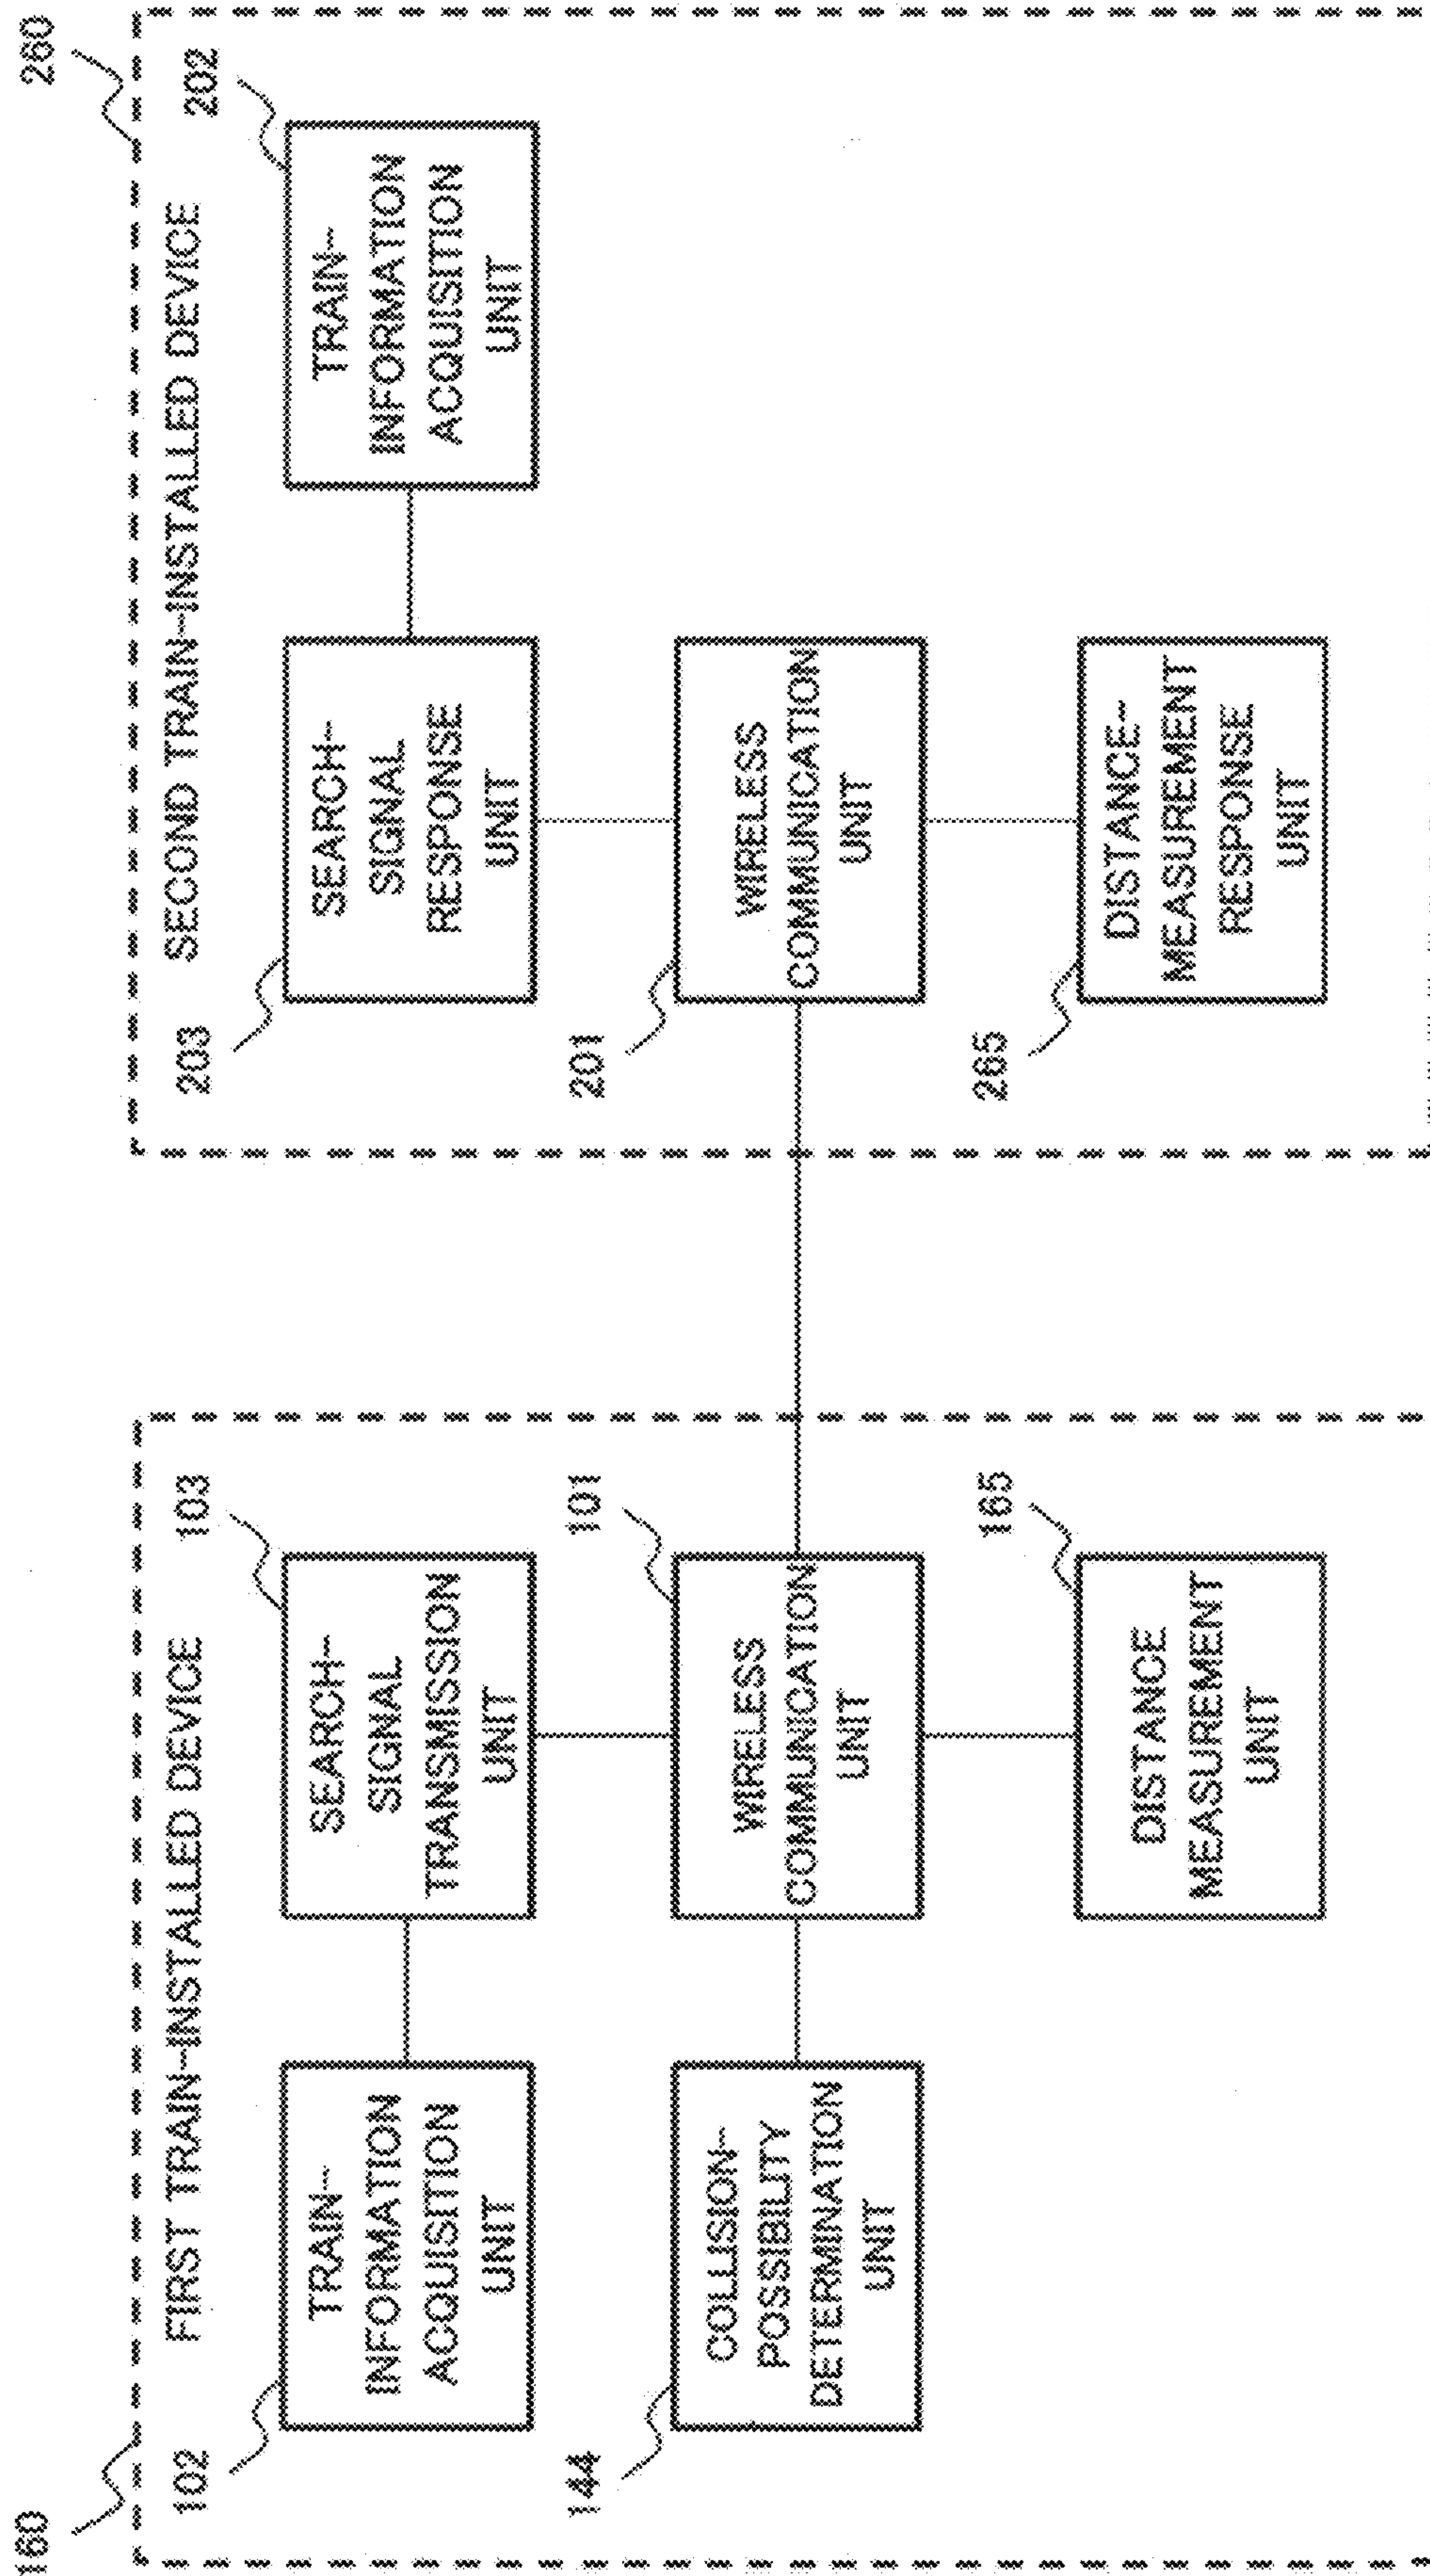 160
FIRST TRAIN-INSTALLED DEVICE
102
TRAIN-
INFORMATION
ACQUISITION
UNIT
103
SEARCH-
SIGNAL
TRANSMISSION
UNIT
144
COLLISION-
POSSIBILITY
DETERMINATION
UNIT
101
WIRELESS
COMMUNICATION
UNIT
165
DISTANCE
MEASUREMENT
UNIT
260
SECOND TRAIN-INSTALLED DEVICE
203
SEARCH-
SIGNAL
RESPONSE
UNIT
202
TRAIN-
INFORMATION
ACQUISITION
UNIT
201
WIRELESS
COMMUNICATION
UNIT
265
DISTANCE-
MEASUREMENT
RESPONSE
UNIT